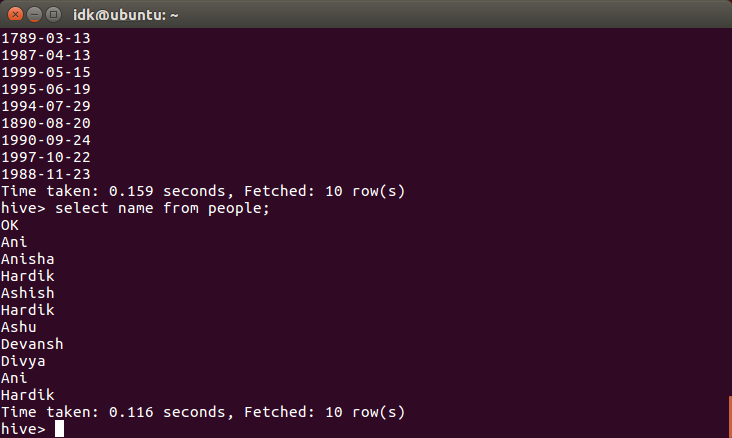 idk@ubuntu: ~
1789-03-13
1987-04-13
1999-05-15
1995-06-19
1994-07-29
1890-08-20
1990-09-24
1997-10-22
1988-11-23
Time taken: 0.159 seconds, Fetched: 10 row(s)
hive> select name from people;
OK
Ani
Anisha
Hardik
Ashish
Hardik
Ashu
Devansh
Divya
Ani
Hardik
Time taken: 0.116 seconds, Fetched: 10 row(s)
hive>